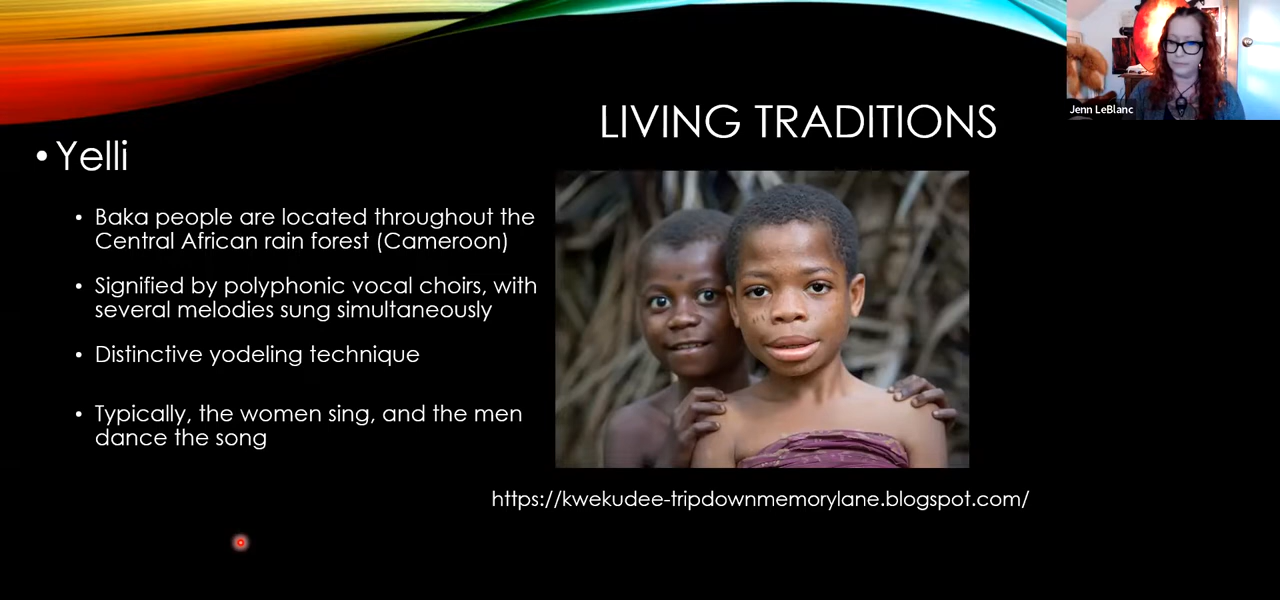 Jenn LeBlanc
LIVING TRADITIONS
• Yelli
• Baka people are located throughout the
Central African rain forest (Cameroon)
• Signified by polyphonic vocal choirs, with
several melodies sung simultaneously
• Distinctive yodeling technique
• Typically, the women sing, and the men
dance the song
https://kwekudee-tripdownmemorylane.blogspot.com/